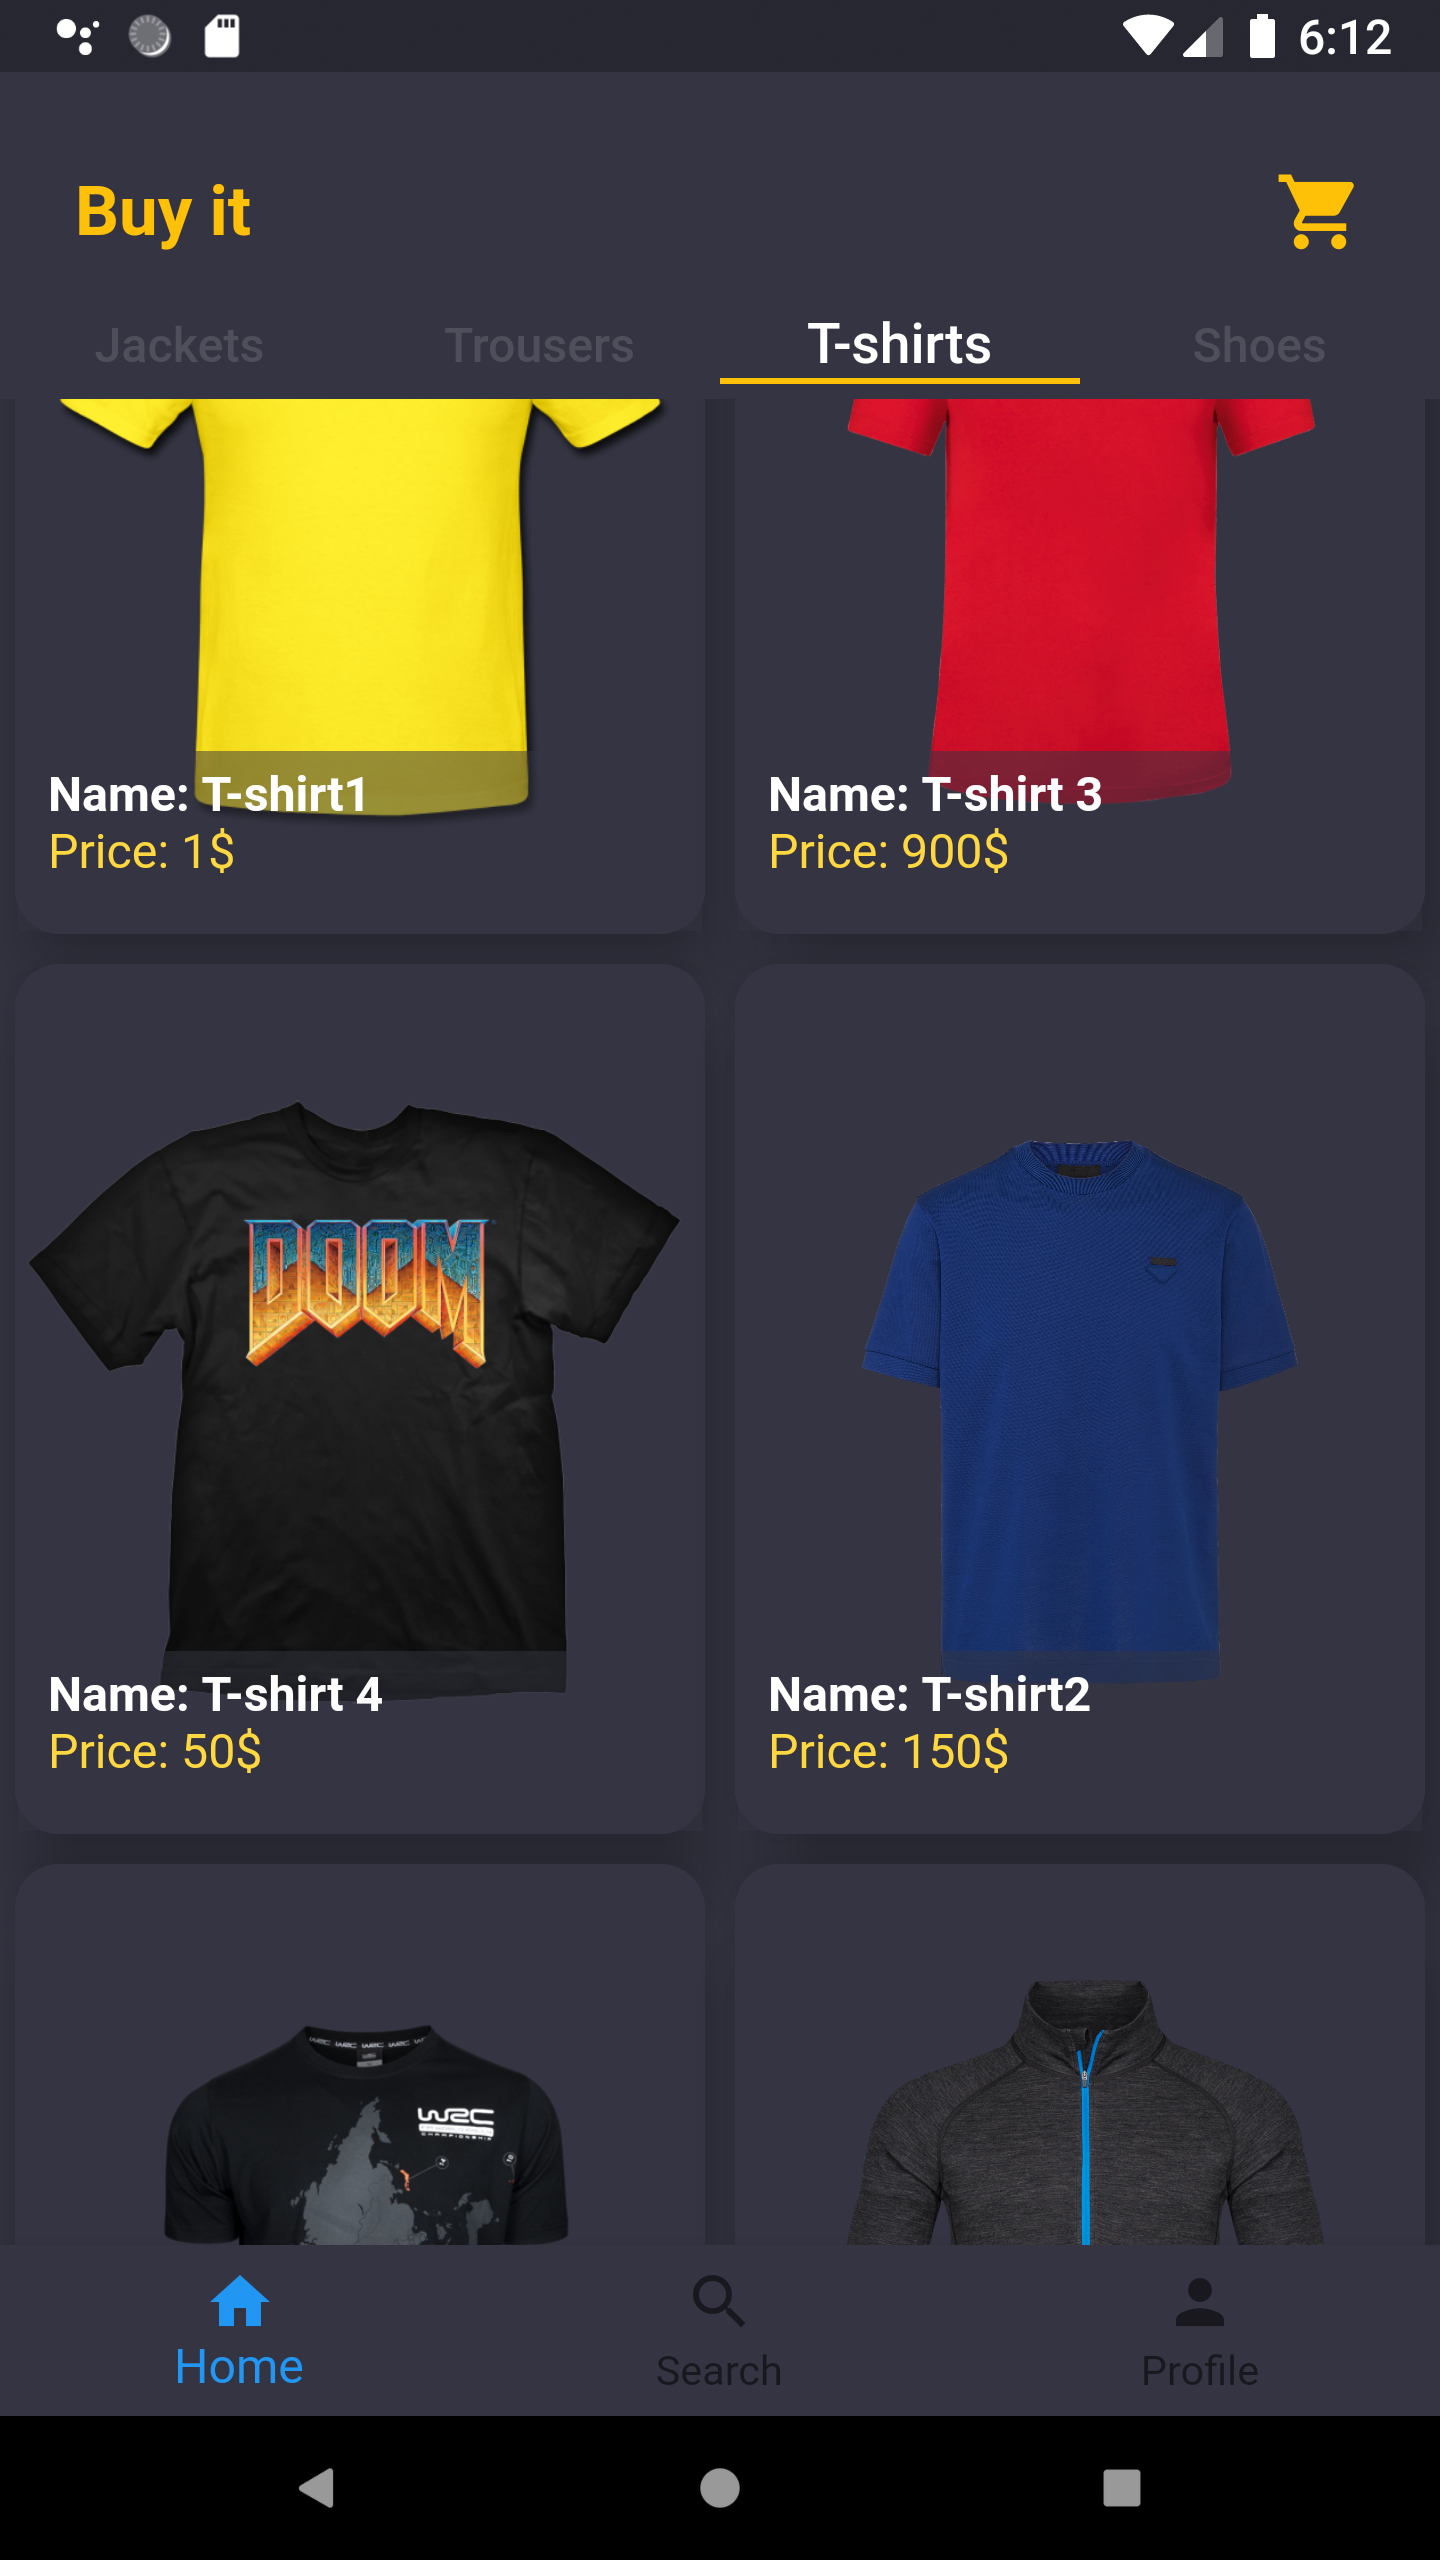 6:12
Buy it
Jackets Trousers T-shirts Shoes
Name: T-shirt1
Price: 1$
Name: T-shirt 3
Price: 900$
DOOM
Name: T-shirt 4
Price: 50$
Name: T-shirt2
Price: 150$
WRC
Home Search Profile